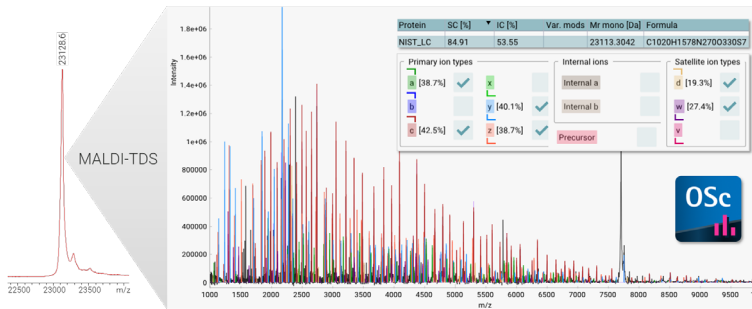 23128.6
MALDI-TDS
22500 23000 23500 m/z
Intensity
1.8e+06
1.6e+06
1.4e+06
1.2e+06
1e+06
800000
600000
400000
200000
0
1000 1500 2000 2500 3000 3500 4000 4500 5000 5500 6000 6500 7000 7500 8000 8500 9000 9500
m/z
Protein SC [%] IC [%] Var. mods Mr mono [Da] Formula
NIST_LC 84.91 53.55 23113.3042 C1020H1578N270O330S7
Primary ion types Internal ions Satellite ion types
a [38.7%] x Internal a d [19.3%]
b y [40.1%] Internal b w [27.4%]
c [42.5%] z [38.7%] Precursor v
OSc